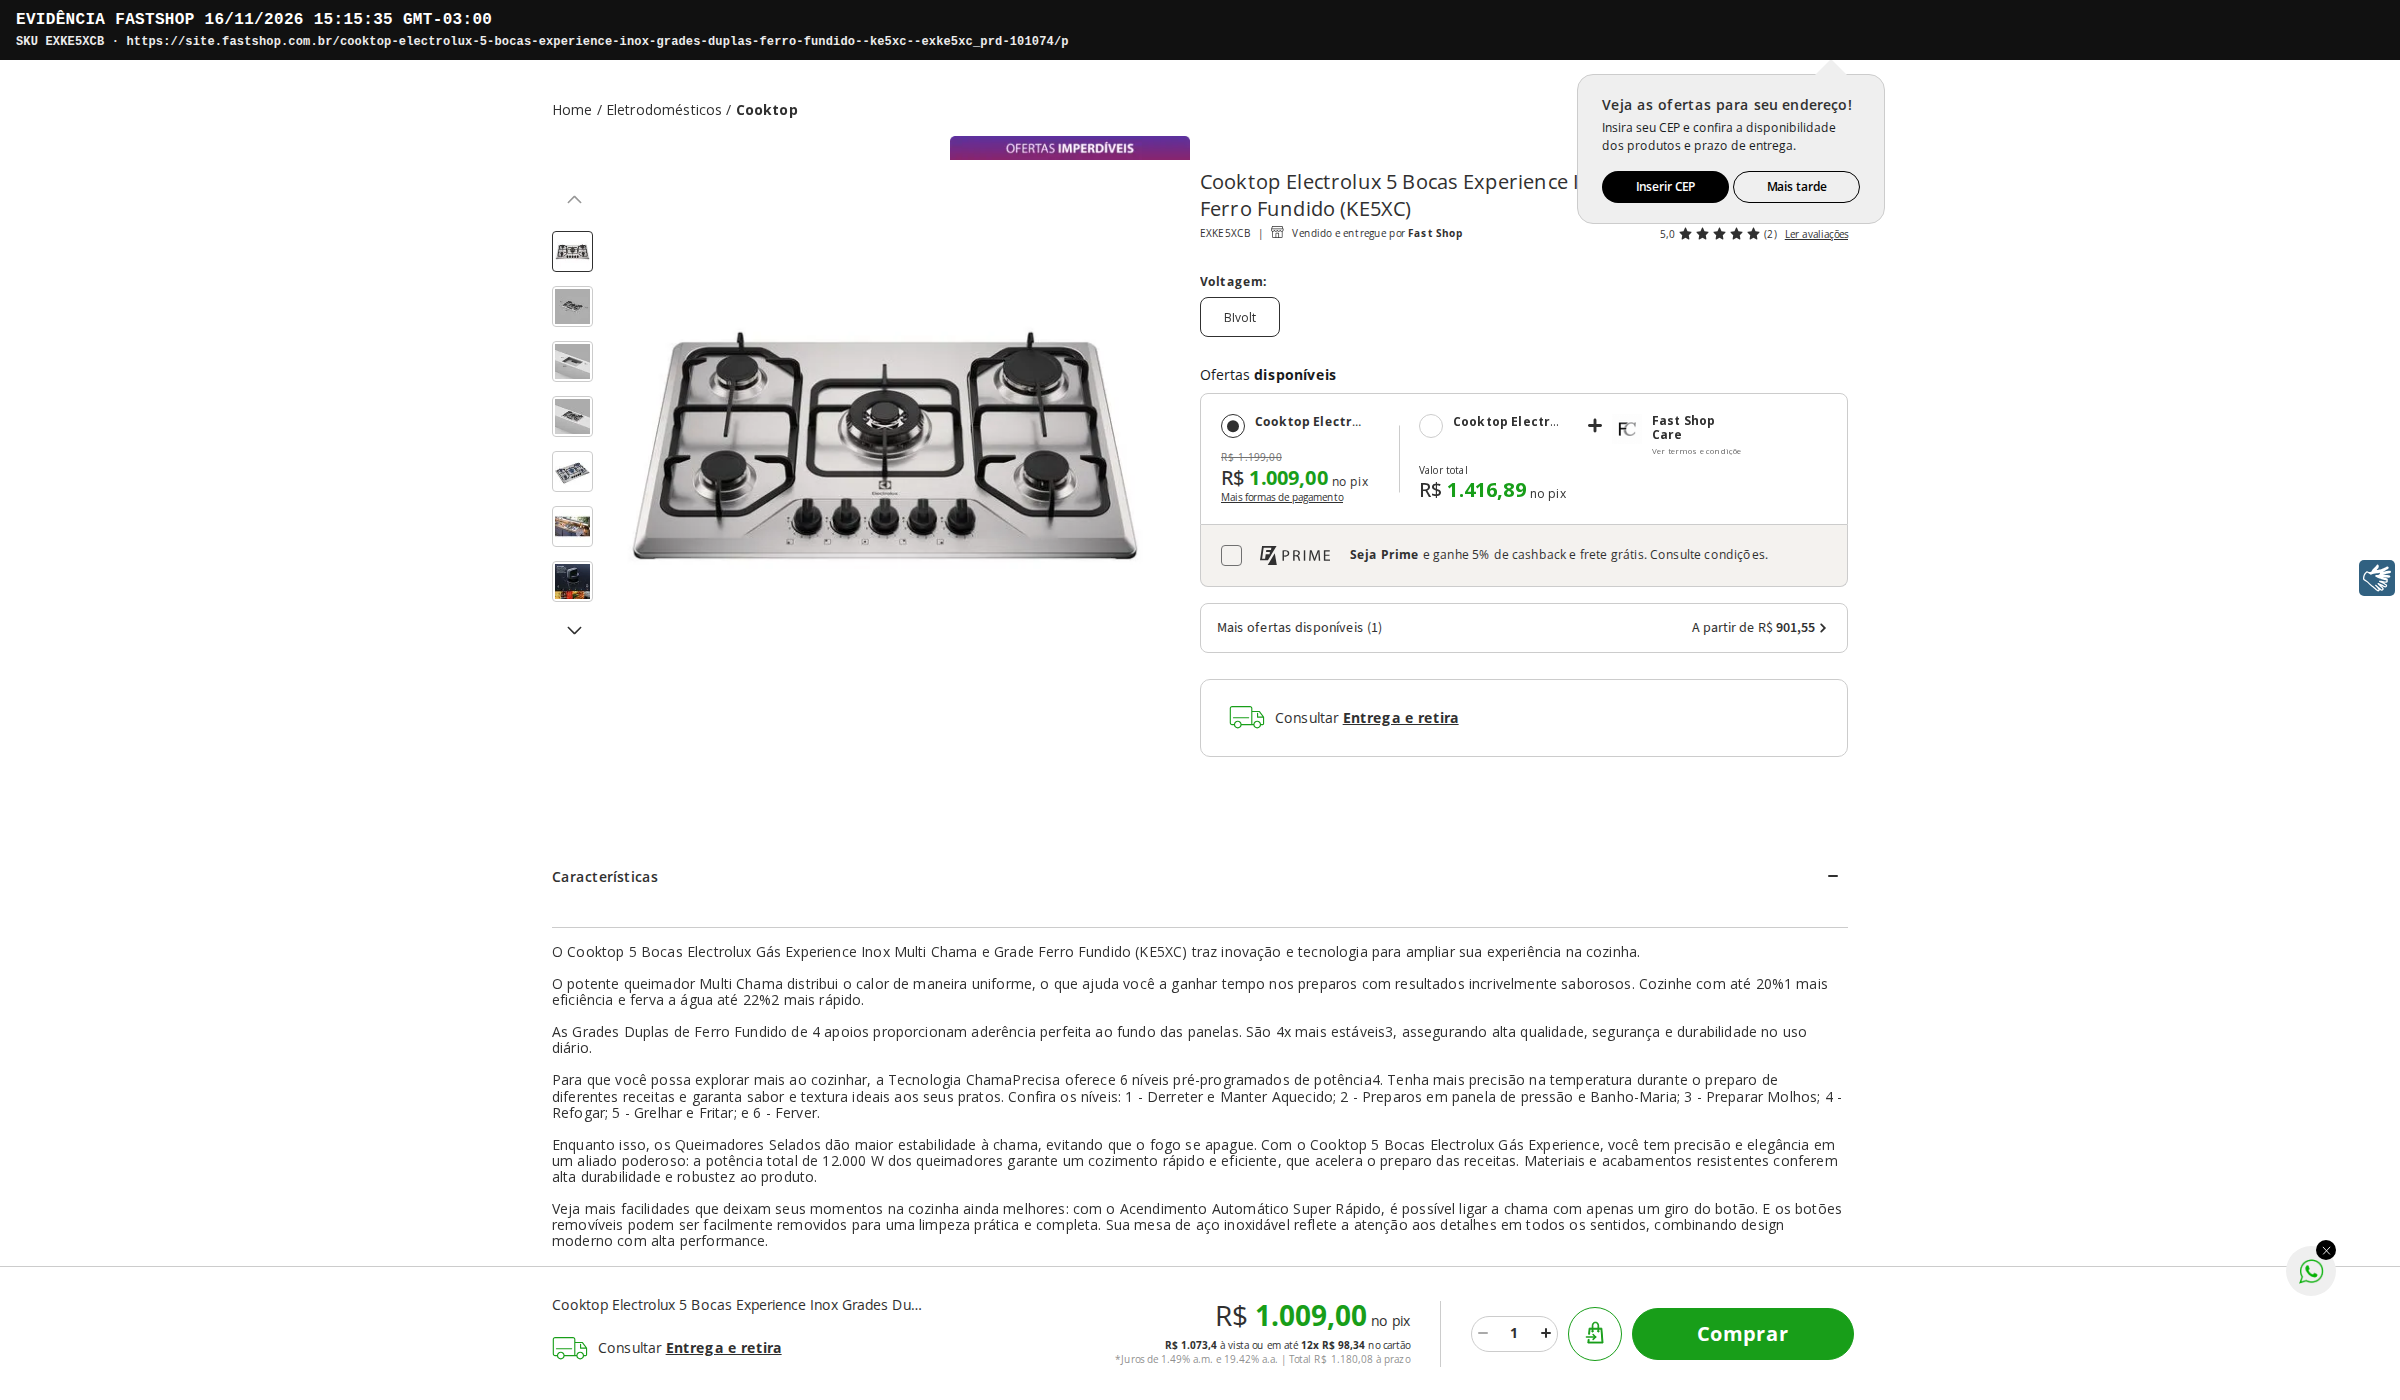 EVIDÊNCIA FASTSHOP 16/11/2026 15:15:35 GMT-03:00
SKU EXKE5XCB · https://site.fastshop.com.br/cooktop-electrolux-5-bocas-experience-inox-grades-duplas-ferro-fundido--ke5xc--exke5xc_prd-101074/p
Veja as ofertas para seu endereço!
Insira seu CEP e confira a disponibilidade
dos produtos e prazo de entrega.
Inserir CEP
Mais tarde
Home / Eletrodomésticos / Cooktop
OFERTAS IMPERDÍVEIS
Cooktop Electrolux 5 Bocas Experience
Ferro Fundido (KE5XC)
EXKE5XCB | Vendido e entregue por Fast Shop
5,0 (2) Ler avaliações
Voltagem:
BIvolt
Ofertas disponíveis
Cooktop Electr...
R$ 1.199,00
R$ 1.009,00 no pix
Mais formas de pagamento
Cooktop Electr...
+
FC
Fast Shop
Care
Ver termos e condiçõe
Valor total
R$ 1.416,89 no pix
PRIME
Seja Prime e ganhe 5% de cashback e frete grátis. Consulte condições.
Mais ofertas disponíveis (1)
A partir de R$ 901,55
Consultar Entrega e retira
Electrolux
Características
O Cooktop 5 Bocas Electrolux Gás Experience Inox Multi Chama e Grade Ferro Fundido (KE5XC) traz inovação e tecnologia para ampliar sua experiência na cozinha.
O potente queimador Multi Chama distribui o calor de maneira uniforme, o que ajuda você a ganhar tempo nos preparos com resultados incrivelmente saborosos. Cozinhe com até 20%1 mais
eficiência e ferva a água até 22%2 mais rápido.
As Grades Duplas de Ferro Fundido de 4 apoios proporcionam aderência perfeita ao fundo das panelas. São 4x mais estáveis3, assegurando alta qualidade, segurança e durabilidade no uso
diário.
Para que você possa explorar mais ao cozinhar, a Tecnologia ChamaPrecisa oferece 6 níveis pré-programados de potência4. Tenha mais precisão na temperatura durante o preparo de
diferentes receitas e garanta sabor e textura ideais aos seus pratos. Confira os níveis: 1 - Derreter e Manter Aquecido; 2 - Preparos em panela de pressão e Banho-Maria; 3 - Preparar Molhos; 4 -
Refogar; 5 - Grelhar e Fritar; e 6 - Ferver.
Enquanto isso, os Queimadores Selados dão maior estabilidade à chama, evitando que o fogo se apague. Com o Cooktop 5 Bocas Electrolux Gás Experience, você tem precisão e elegância em
um aliado poderoso: a potência total de 12.000 W dos queimadores garante um cozimento rápido e eficiente, que acelera o preparo das receitas. Materiais e acabamentos resistentes conferem
alta durabilidade e robustez ao produto.
Veja mais facilidades que deixam seus momentos na cozinha ainda melhores: com o Acendimento Automático Super Rápido, é possível ligar a chama com apenas um giro do botão. E os botões
removíveis podem ser facilmente removidos para uma limpeza prática e completa. Sua mesa de aço inoxidável reflete a atenção aos detalhes em todos os sentidos, combinando design
moderno com alta performance.
Cooktop Electrolux 5 Bocas Experience Inox Grades Du...
Consultar Entrega e retira
R$ 1.009,00 no pix
R$ 1.073,4 à vista ou em até 12x R$ 98,34 no cartão
*Juros de 1.49% a.m. e 19.42% a.a. | Total R$ 1.180,08 à prazo
− 1 +
Comprar